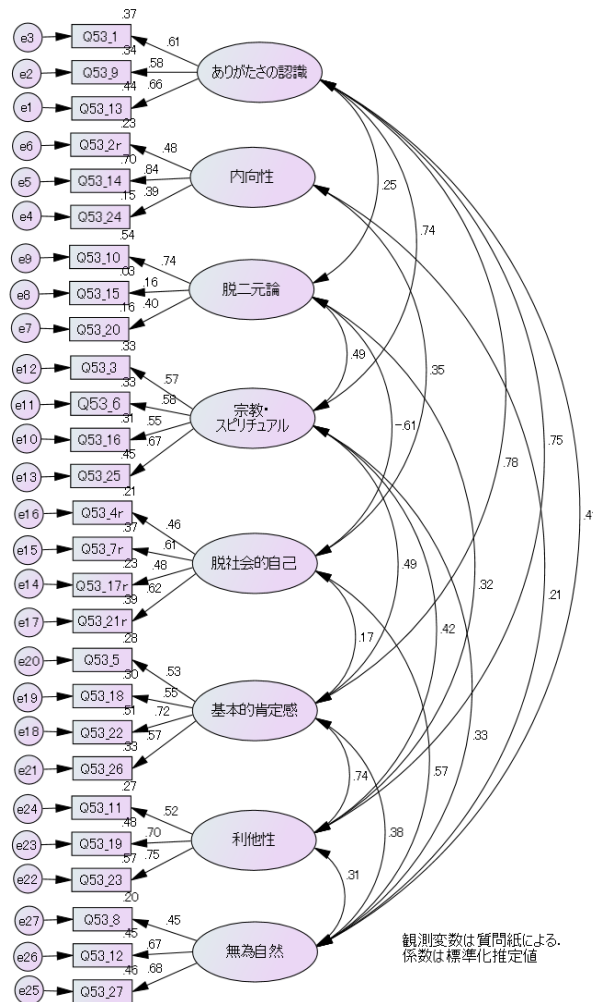 .37
e3 Q53_1 .61
.34
e2 Q53_9 .58 ありがたさの認識
.44
e1 Q53_13 .66
.23
e6 Q53_2r .48
.70
e5 Q53_14 .84 内向性
.15
e4 Q53_24 .39
.54
e9 Q53_10 .74
.03
e8 Q53_15 .16 脱二元論
.16
e7 Q53_20 .40
.33
e12 Q53_3 .57
.33
e11 Q53_6 .58 宗教・
スピリチュアル
.31
e10 Q53_16 .55
.45
e13 Q53_25 .67
.21
e16 Q53_4r .46
.37
e15 Q53_7r .61 脱社会的自己
.23
e14 Q53_17r .48
.39
e17 Q53_21r .62
.28
e20 Q53_5 .53
.30
e19 Q53_18 .55 基本的肯定感
.51
e18 Q53_22 .72
.33
e21 Q53_26 .57
.27
e24 Q53_11 .52
.48
e23 Q53_19 .70 利他性
.57
e22 Q53_23 .75
.20
e27 Q53_8 .45
.45
e26 Q53_12 .67 無為自然
.46
e25 Q53_27 .68
.25
.74
.49
.35
-.61
.78
.75
.49
.32
.21
.17
.42
.33
.74
.57
.38
.31
観測変数は質問紙による.
係数は標準化推定値